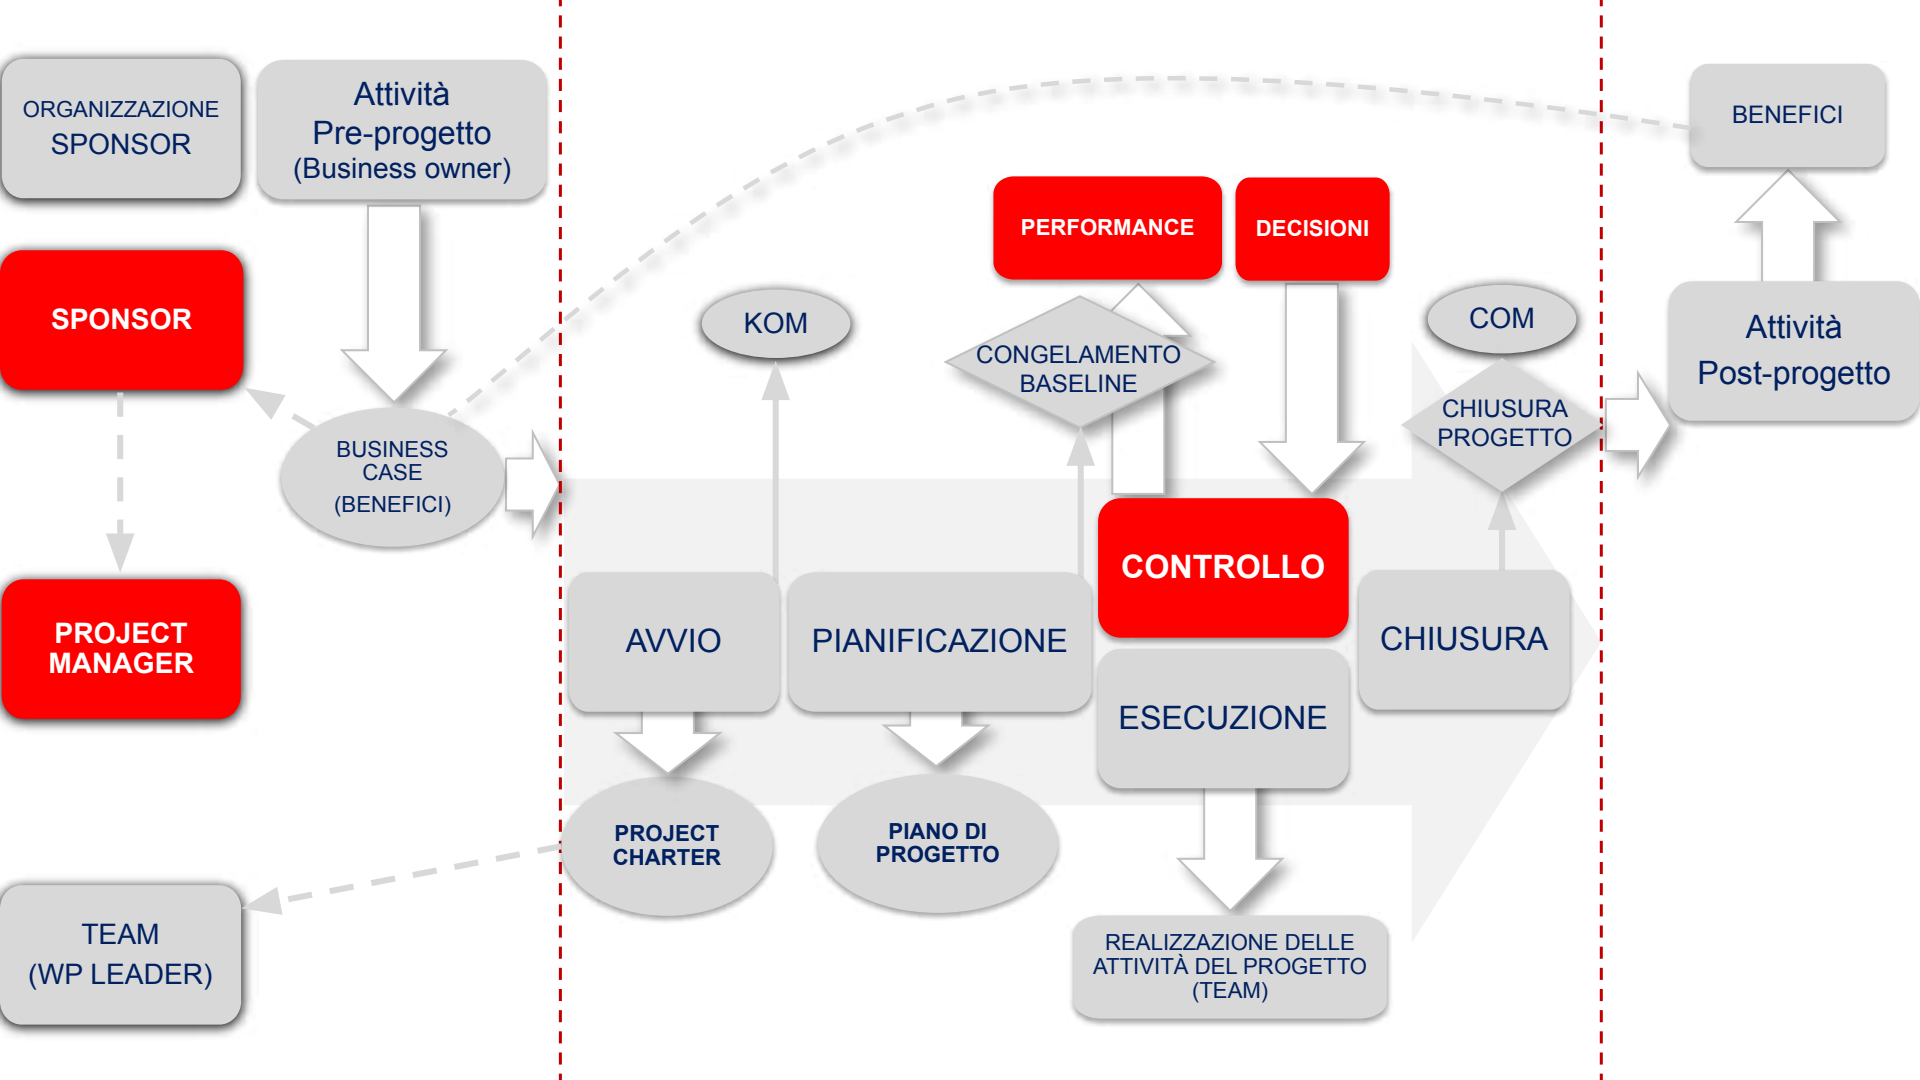 ORGANIZZAZIONE
SPONSOR
Attività
Pre-progetto
(Business owner)
SPONSOR
BUSINESS
CASE
(BENEFICI)
PROJECT
MANAGER
TEAM
(WP LEADER)
KOM
PERFORMANCE
DECISIONI
CONGELAMENTO
BASELINE
COM
CHIUSURA
PROGETTO
AVVIO
PIANIFICAZIONE
CONTROLLO
ESECUZIONE
CHIUSURA
PROJECT
CHARTER
PIANO DI
PROGETTO
REALIZZAZIONE DELLE
ATTIVITÀ DEL PROGETTO
(TEAM)
BENEFICI
Attività
Post-progetto